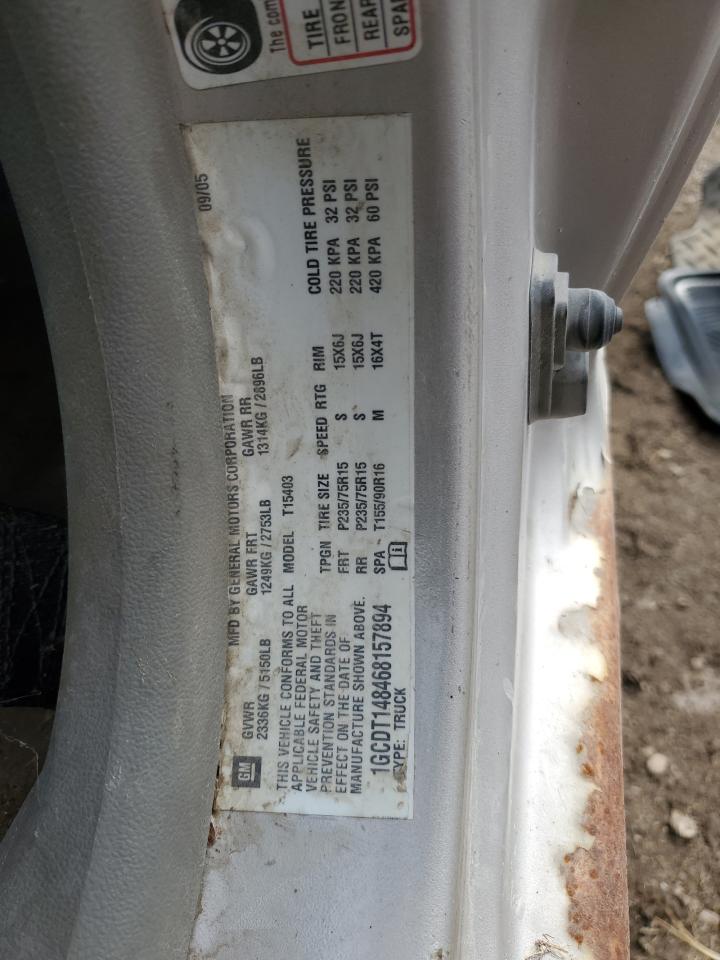 The com
TIRE
FRON
REAR
SPAR
09/05
MFD BY GENERAL MOTORS CORPORATION
GM
GVWR GAWR FRT GAWR RR
2336KG / 5150LB 1249KG / 2753LB 1314KG / 2896LB
THIS VEHICLE CONFORMS TO ALL
APPLICABLE FEDERAL MOTOR
VEHICLE SAFETY AND THEFT
PREVENTION STANDARDS IN
EFFECT ON THE DATE OF
MANUFACTURE SHOWN ABOVE.
1GCDT148468157894
TYPE: TRUCK
MODEL T15403
TPGN TIRE SIZE SPEED RTG RIM COLD TIRE PRESSURE
FRT P235/75R15 S 15X6J 220 KPA 32 PSI
RR P235/75R15 S 15X6J 220 KPA 32 PSI
SPA T155/90R16 M 16X4T 420 KPA 60 PSI